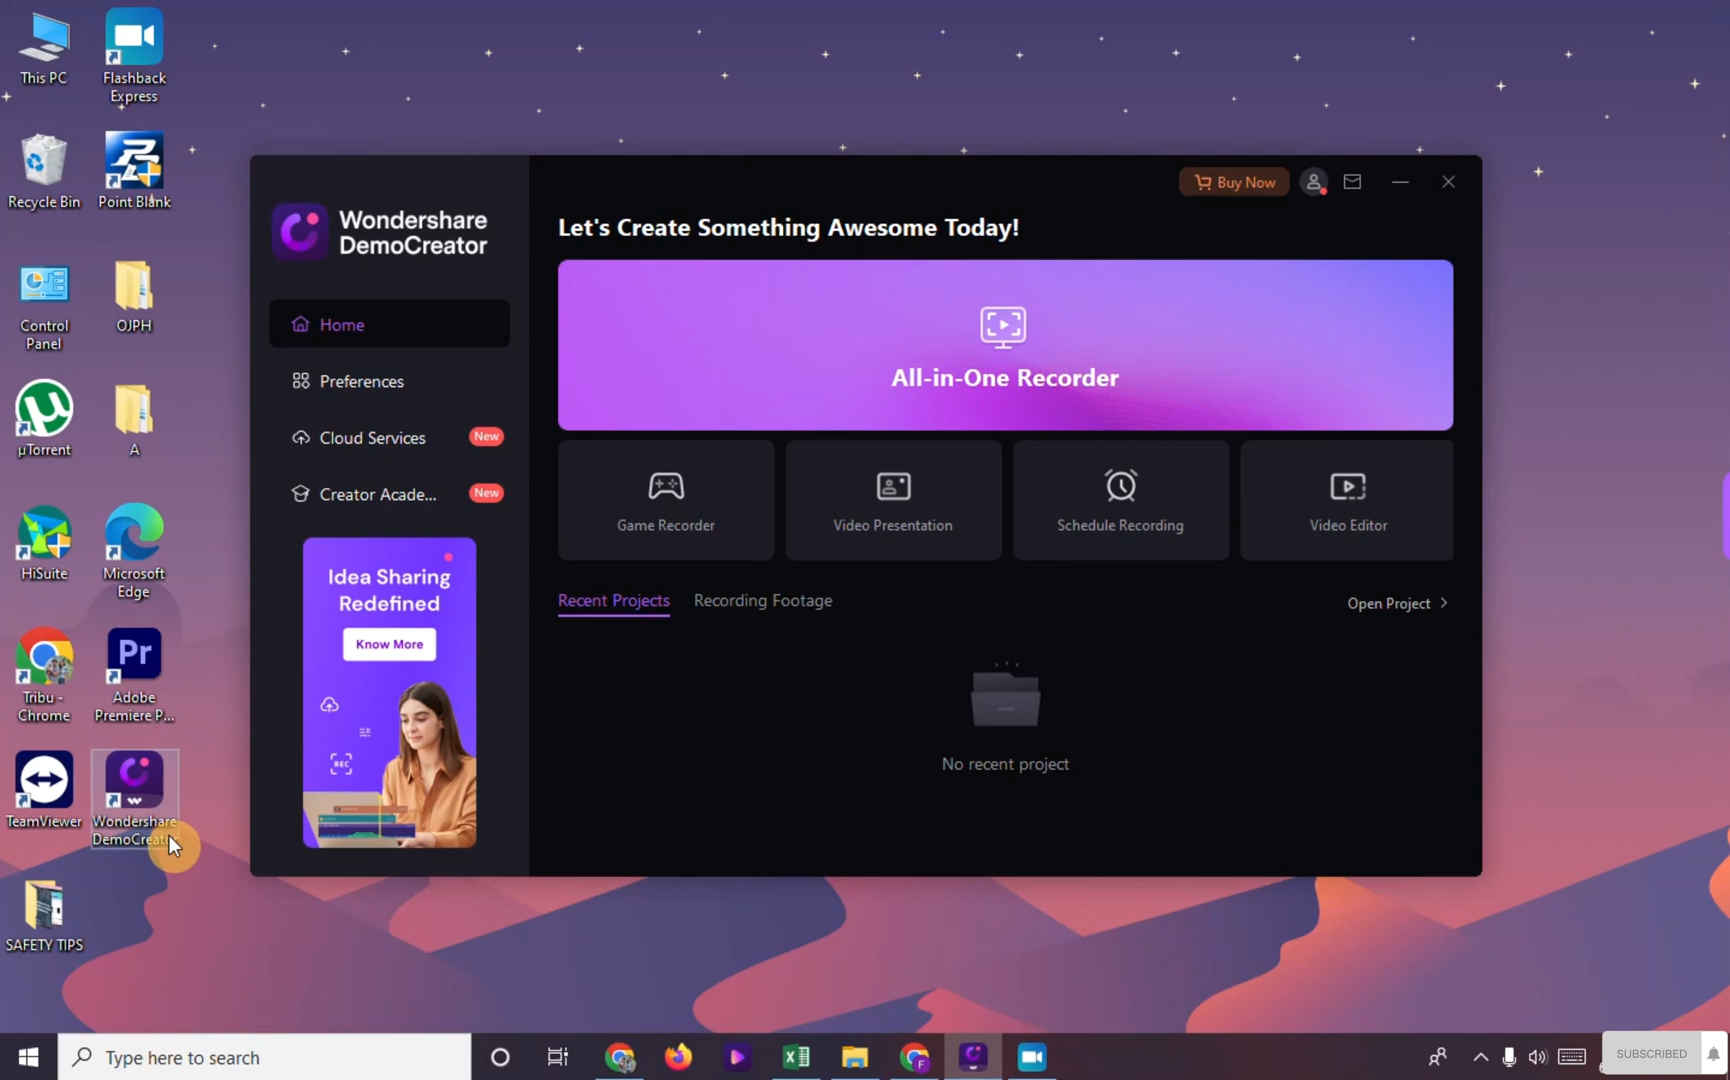 This PC
Flashback
Express
Recycle Bin
Point Blank
Control
Panel
OJPH
µTorrent
A
HiSuite
Microsoft
Edge
Tribu -
Chrome
Pr
Adobe
Premiere P...
TeamViewer
Wondershare
SAFETY TIPS
Wondershare
DemoCreator
Home
Preferences
Cloud Services
New
Creator Acade...
New
Idea Sharing
Redefined
Know More
REC
Buy Now
Let's Create Something Awesome Today!
All-in-One Recorder
Game Recorder
Video Presentation
Schedule Recording
Video Editor
Recent Projects
Recording Footage
Open Project
No recent project
Type here to search
F
SUBSCRIBED